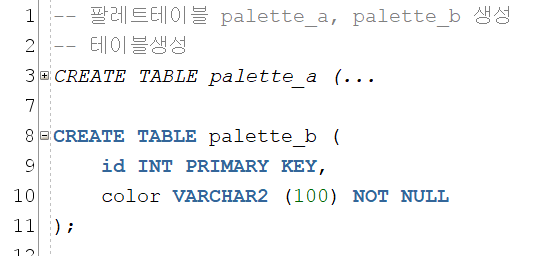 1 -- 팔레트테이블 palette_a, palette_b 생성
2 -- 테이블생성
3 CREATE TABLE palette_a (...
7
8 CREATE TABLE palette_b (
9 id INT PRIMARY KEY,
10 color VARCHAR2 (100) NOT NULL
11 );
12